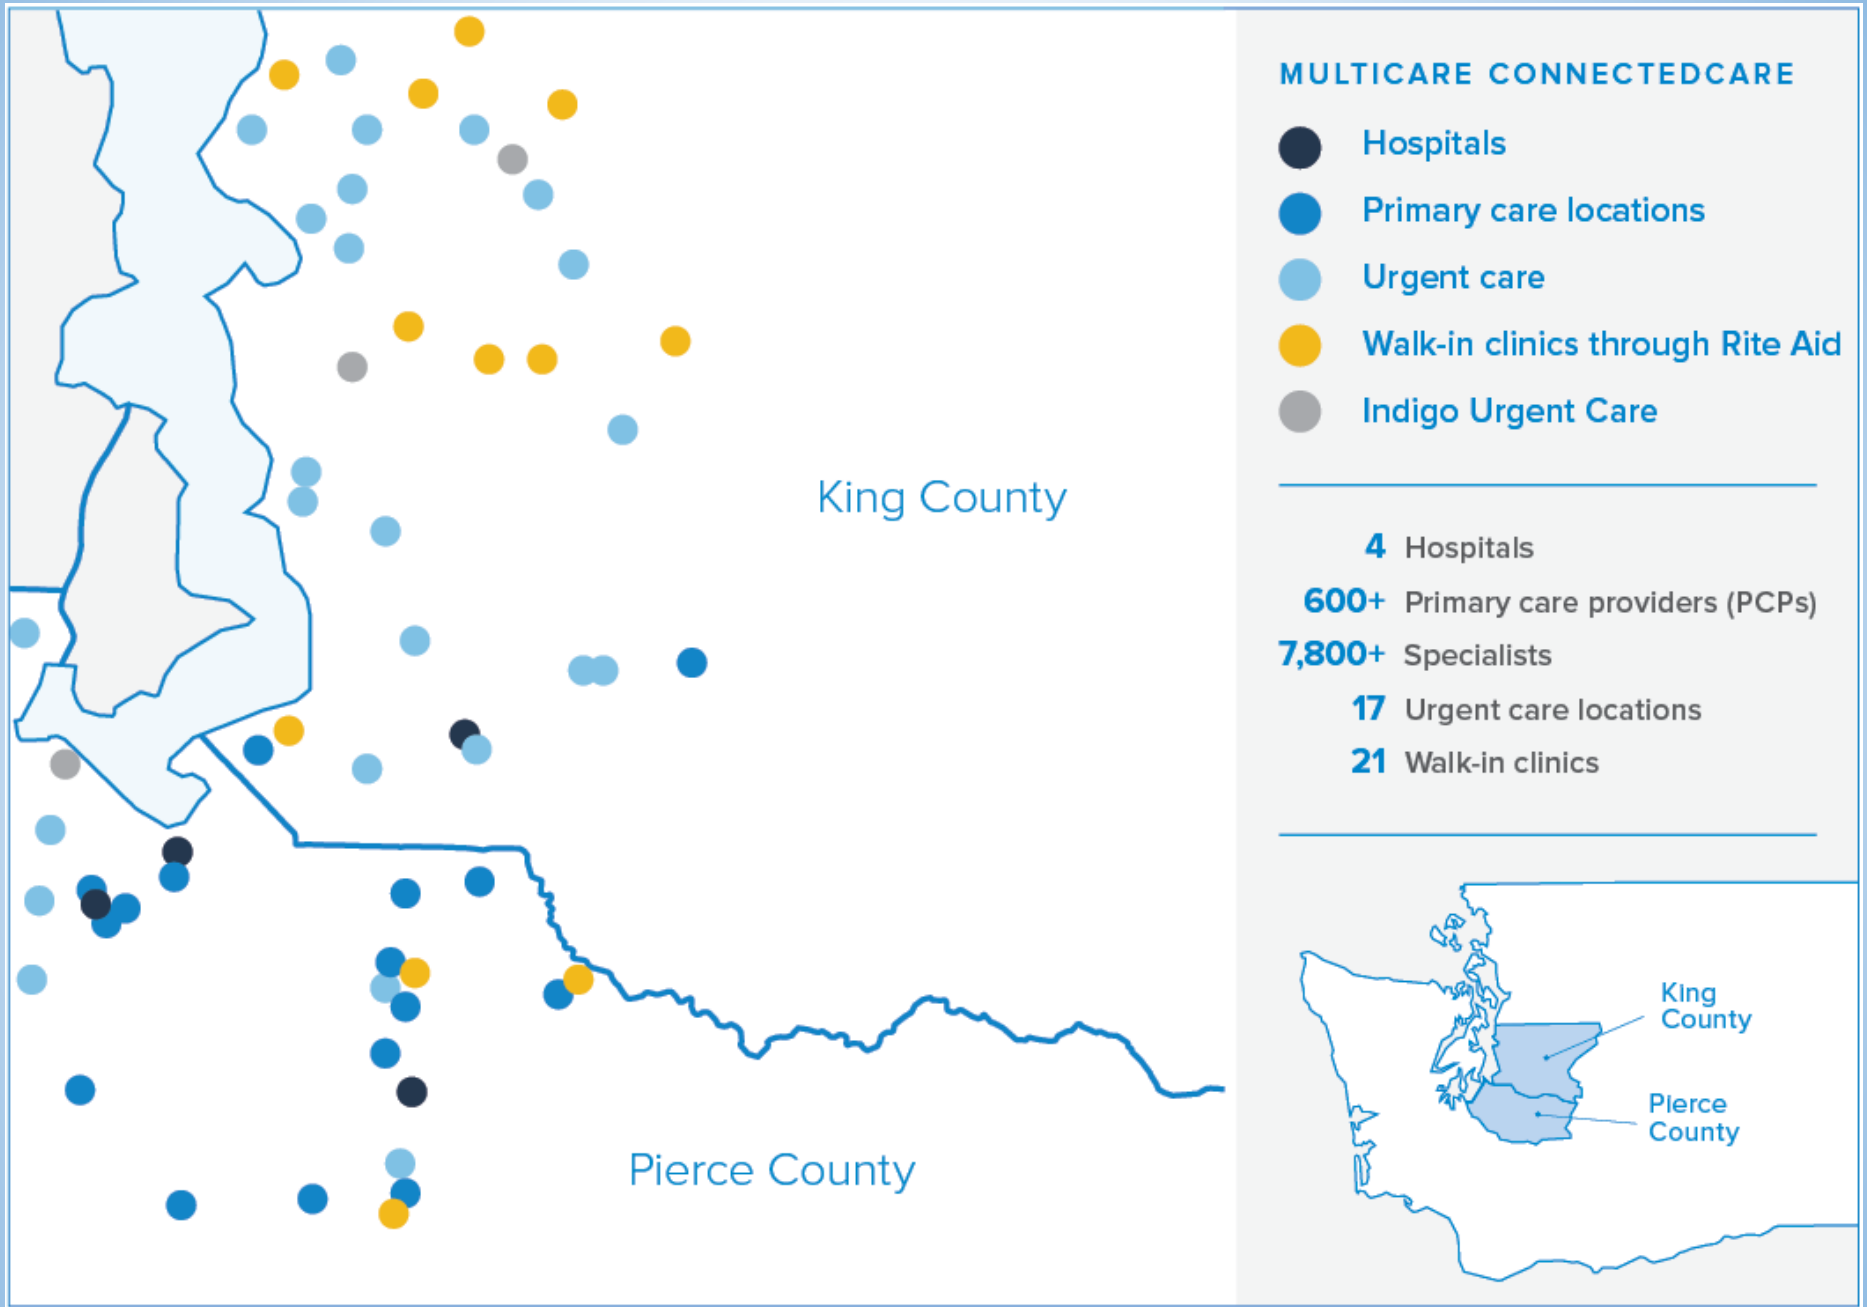 King County
Pierce County
MULTICARE CONNECTEDCARE
Hospitals
Primary care locations
Urgent care
Walk-in clinics through Rite Aid
Indigo Urgent Care
4 Hospitals
600+ Primary care providers (PCPs)
7,800+ Specialists
17 Urgent care locations
21 Walk-in clinics
King
County
Pierce
County